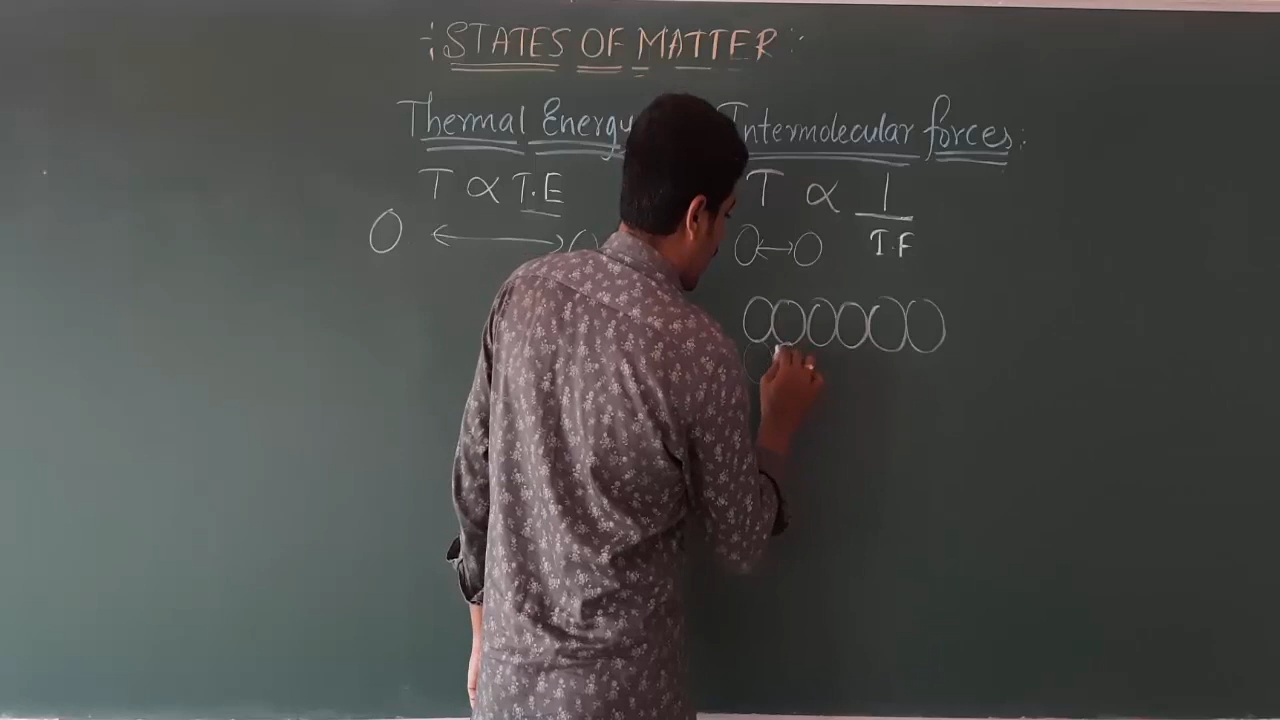 STATES OF MATTER
Thermal Energy Intermolecular forces:
T ∝ T.E T ∝ 1/I.F